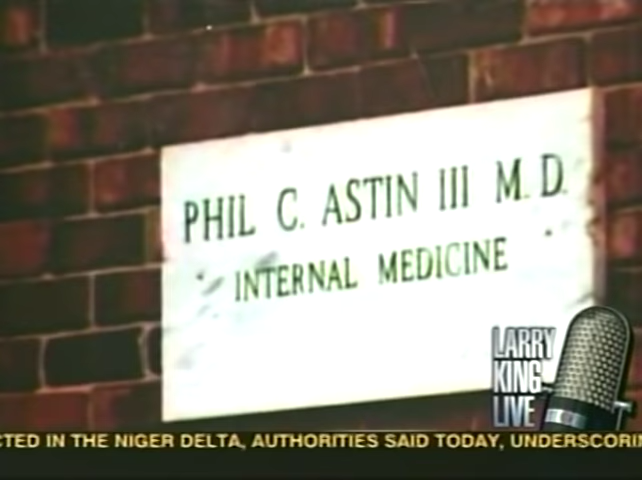 PHIL C. ASTIN III M.D.
INTERNAL MEDICINE
LARRY
KING
LIVE
CTED IN THE NIGER DELTA, AUTHORITIES SAID TODAY, UNDERSCORIN